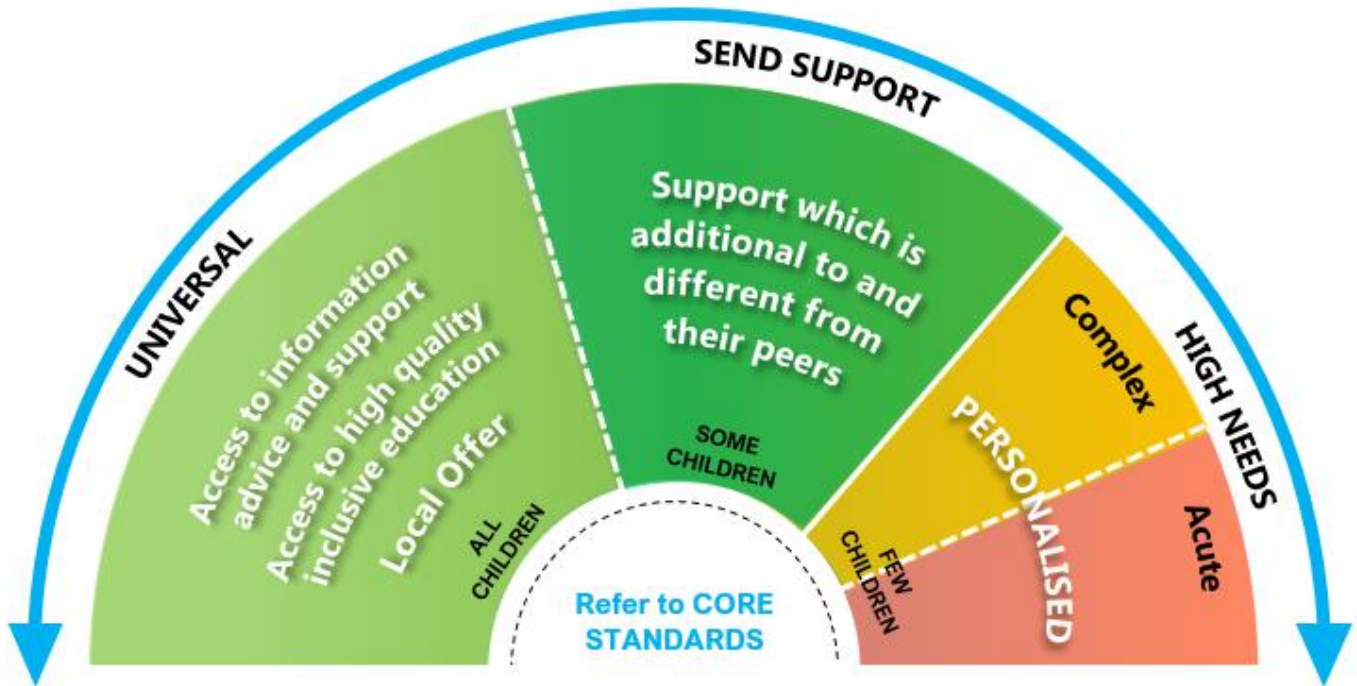 SEND SUPPORT
UNIVERSAL
HIGH NEEDS
Access to information
advice and support
Access to high quality
inclusive education
Local Offer
ALL
CHILDREN
Support which is
additional to and
different from
their peers
SOME
CHILDREN
Complex
PERSONALISED
Acute
FEW
CHILDREN
Refer to CORE
STANDARDS